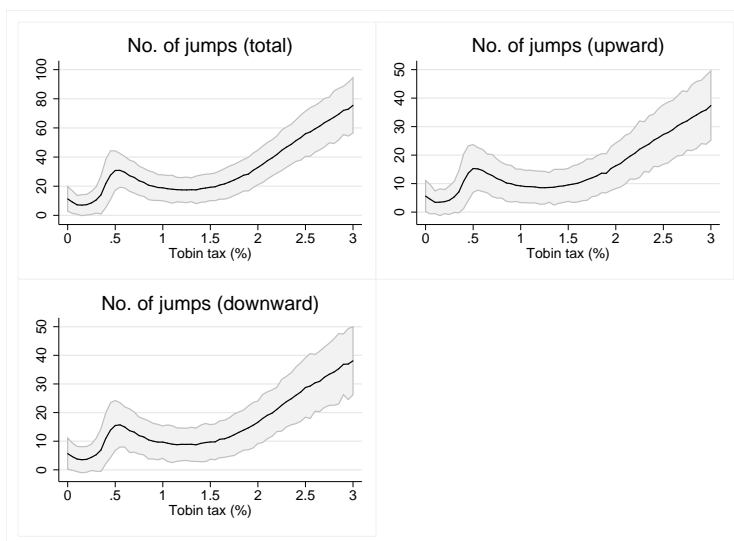 No. of jumps (total)
100
80
60
40
20
0
0 .5 1 1.5 2 2.5 3
Tobin tax (%)
No. of jumps (upward)
50
40
30
20
10
0
0 .5 1 1.5 2 2.5 3
Tobin tax (%)
No. of jumps (downward)
50
40
30
20
10
0
0 .5 1 1.5 2 2.5 3
Tobin tax (%)